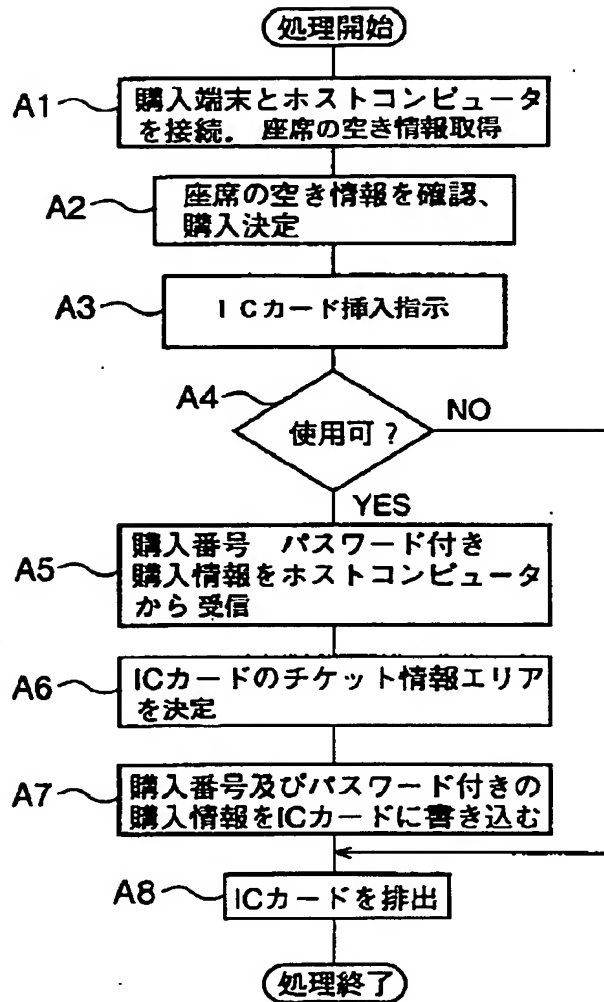 処理開始
A1
購入端末とホストコンピュータ
を接続。 座席の空き情報取得
A2
座席の空き情報を確認、
購入決定
A3
ICカード挿入指示
A4
使用可？
NO
YES
A5
購入番号 パスワード付き
購入情報をホストコンピュータ
から受信
A6
ICカードのチケット情報エリア
を決定
A7
購入番号及びパスワード付きの
購入情報をICカードに書き込む
A8
ICカードを排出
処理終了